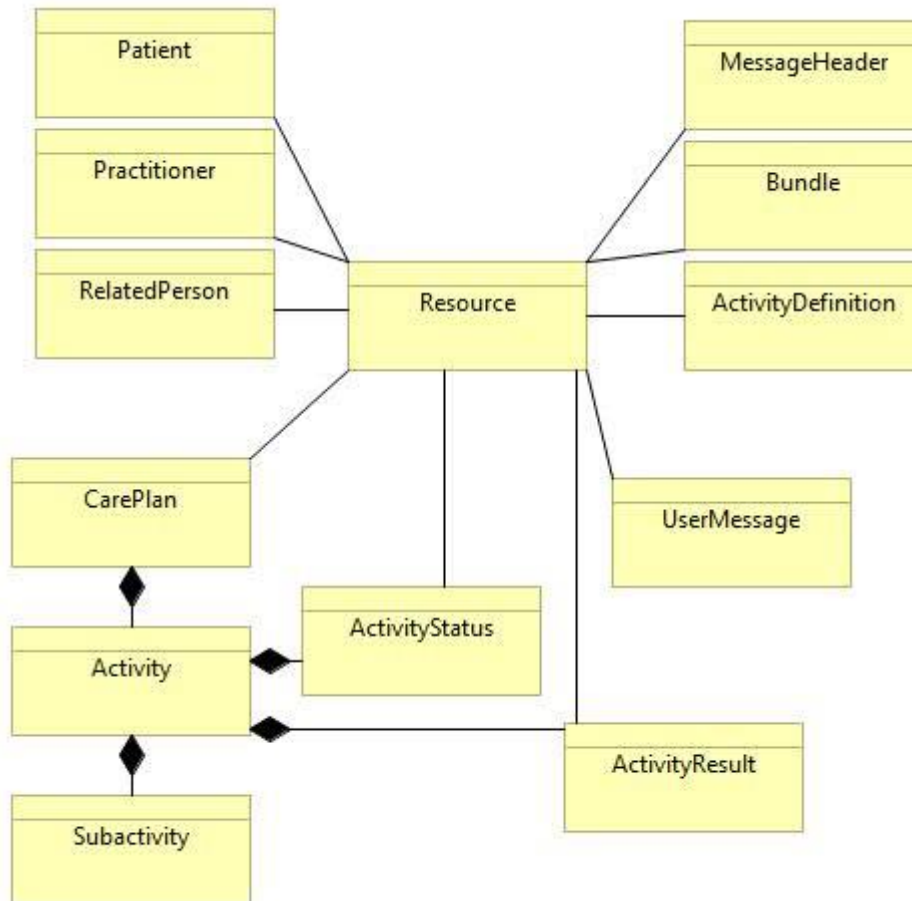 Patient
MessageHeader
Practitioner
Bundle
RelatedPerson
Resource
ActivityDefinition
CarePlan
UserMessage
ActivityStatus
Activity
ActivityResult
Subactivity